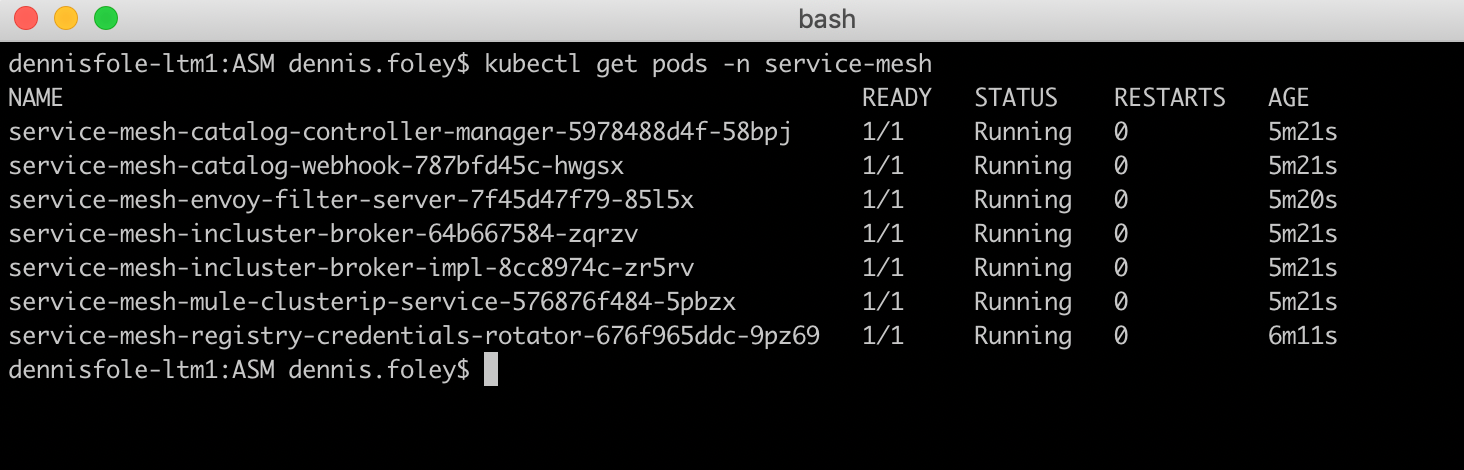 bash
dennisfole-ltm1:ASM dennis.foley$ kubectl get pods -n service-mesh
NAME READY STATUS RESTARTS AGE
service-mesh-catalog-controller-manager-5978488d4f-58bpj 1/1 Running 0 5m21s
service-mesh-catalog-webhook-787bfd45c-hwgsx 1/1 Running 0 5m21s
service-mesh-envoy-filter-server-7f45d47f79-85l5x 1/1 Running 0 5m20s
service-mesh-incluster-broker-64b667584-zqrzv 1/1 Running 0 5m21s
service-mesh-incluster-broker-impl-8cc8974c-zr5rv 1/1 Running 0 5m21s
service-mesh-mule-clusterip-service-576876f484-5pbzx 1/1 Running 0 5m21s
service-mesh-registry-credentials-rotator-676f965ddc-9pz69 1/1 Running 0 6m11s
dennisfole-ltm1:ASM dennis.foley$